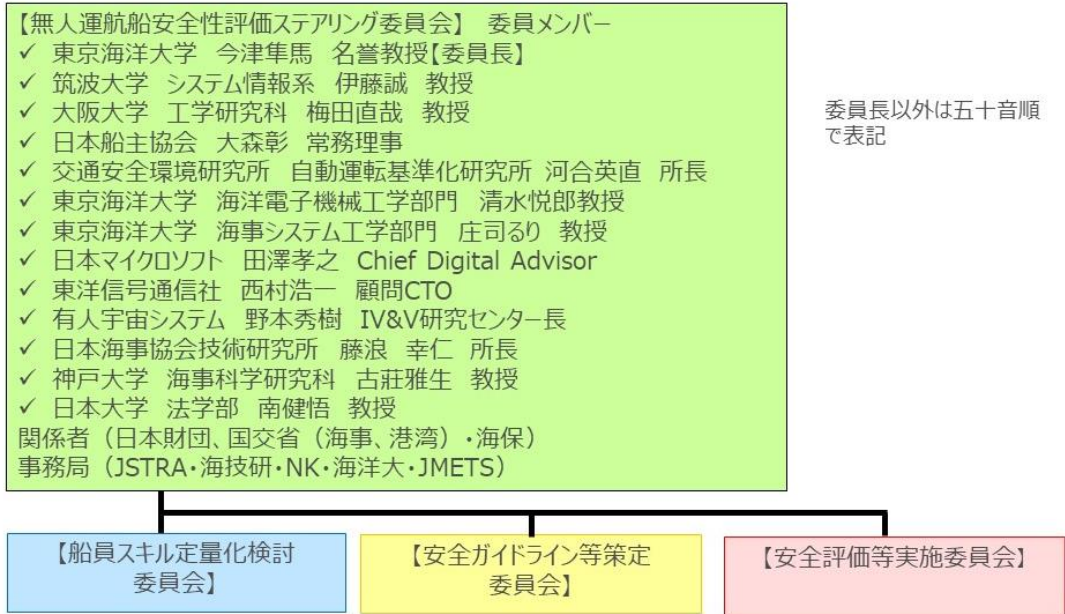 【無人運航船安全性評価ステアリング委員会】 委員メンバー
✓ 東京海洋大学 今津隼馬 名誉教授【委員長】
✓ 筑波大学 システム情報系 伊藤誠 教授
✓ 大阪大学 工学研究科 梅田直哉 教授
✓ 日本船主協会 大森彰 常務理事
✓ 交通安全環境研究所 自動運転基準化研究所 河合英直 所長
✓ 東京海洋大学 海洋電子機械工学部門 清水悦郎教授
✓ 東京海洋大学 海事システム工学部門 庄司るり 教授
✓ 日本マイクロソフト 田澤孝之 Chief Digital Advisor
✓ 東洋信号通信社 西村浩一 顧問CTO
✓ 有人宇宙システム 野本秀樹 IV&V研究センター長
✓ 日本海事協会技術研究所 藤浪 幸仁 所長
✓ 神戸大学 海事科学研究科 古莊雅生 教授
✓ 日本大学 法学部 南健悟 教授
関係者（日本財団、国交省（海事、港湾）・海保）
事務局（JSTRA・海技研・NK・海洋大・JMETS）
委員長以外は五十音順
で表記
【船員スキル定量化検討
委員会】
【安全ガイドライン等策定
委員会】
【安全評価等実施委員会】